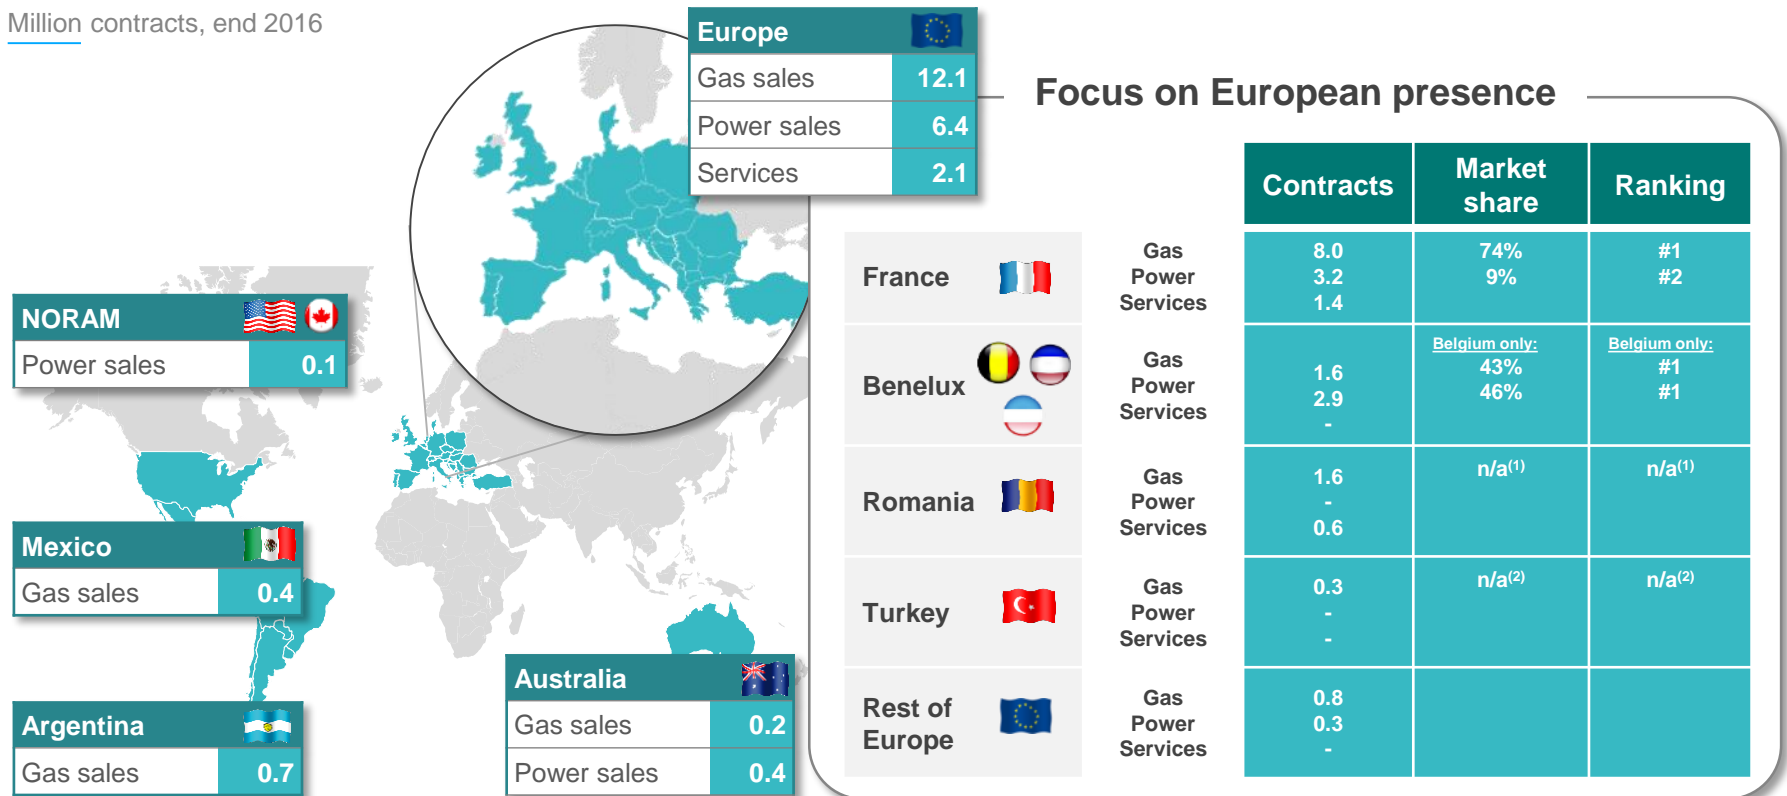 Million contracts, end 2016
Europe
Gas sales 12.1
Power sales 6.4
Services 2.1
NORAM
Power sales 0.1
Mexico
Gas sales 0.4
Argentina
Gas sales 0.7
Australia
Gas sales 0.2
Power sales 0.4
Focus on European presence
Contracts Market share Ranking
France
Gas 8.0 74% #1
Power 3.2 9% #2
Services 1.4
Benelux
Belgium only: Belgium only:
Gas 1.6 43% #1
Power 2.9 46% #1
Services -
Romania
Gas 1.6 n/a(1) n/a(1)
Power -
Services 0.6
Turkey
Gas 0.3 n/a(2) n/a(2)
Power -
Services -
Rest of
Europe
Gas 0.8
Power 0.3
Services -